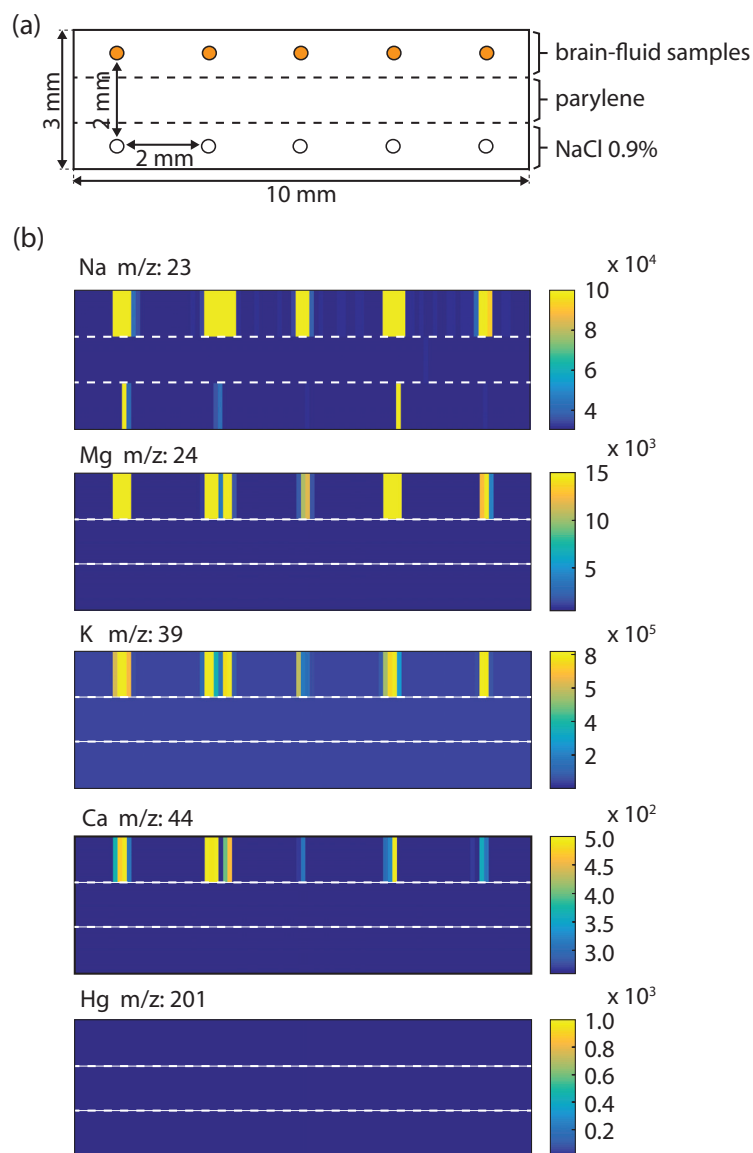 (a)
brain-fluid samples
3 mm
2 mm
parylene
2 mm
NaCl 0.9%
10 mm
(b)
Na m/z: 23
x 10⁴
10
8
6
4
Mg m/z: 24
x 10³
15
10
5
K m/z: 39
x 10⁵
8
5
4
2
Ca m/z: 44
x 10²
5.0
4.5
4.0
3.5
3.0
Hg m/z: 201
x 10³
1.0
0.8
0.6
0.4
0.2